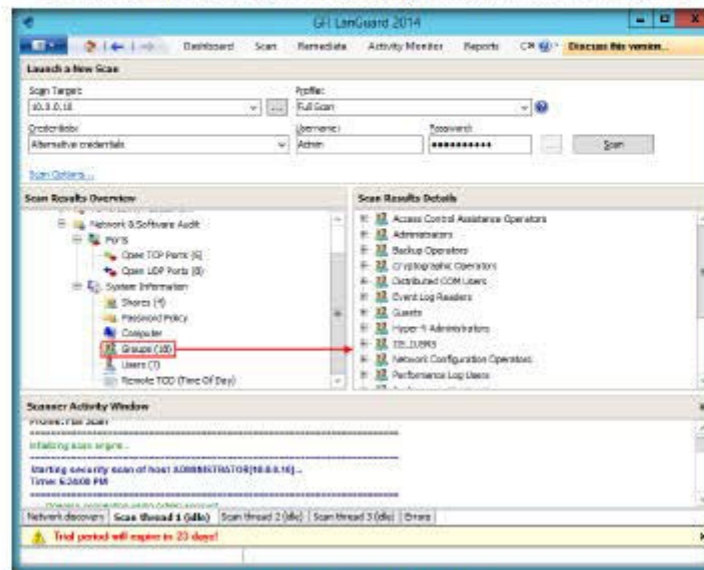 GFI LanGuard 2014
Dashboard Scan Remediate Activity Monitor Reports Discuss this version...
Launch a New Scan
Scan Target: Profile:
10.0.0.10 ... Full Scan
Credentials: Username: Password:
Alternative credentials Admin •••••••••• ... Scan
Scan Options...
Scan Results Overview
Network & Software Audit
Ports
Open TCP Ports (6)
Open UDP Ports (8)
System Information
Shares (4)
Password Policy
Computer
Groups (18)
Users (7)
Remote TOD (Time Of Day)
Scan Results Details
Access Control Assistance Operators
Administrators
Backup Operators
Cryptographic Operators
Distributed COM Users
Event Log Readers
Guests
Hyper-V Administrators
IIS_IUSRS
Network Configuration Operators
Performance Log Users
Scanner Activity Window
Profile: Full Scan
Initializing scan engine...
Starting security scan of host ADMINISTRATOR[10.0.0.10]...
Time: 6:24:00 PM
Network discovery Scan thread 1 (idle) Scan thread 2 (idle) Scan thread 3 (idle) Errors
Trial period will expire in 23 days!